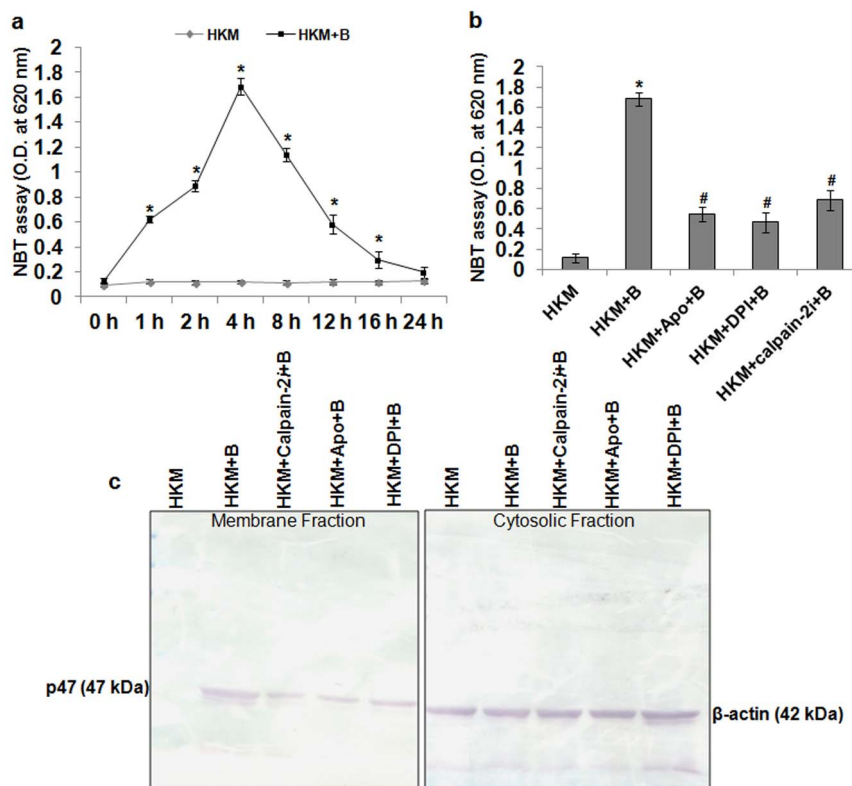 a
HKM HKM+B
NBT assay (O.D. at 620 nm)
2
1.8
1.6
1.4
1.2
1
0.8
0.6
0.4
0.2
0
*
*
*
*
*
*
0 h 1 h 2 h 4 h 8 h 12 h 16 h 24 h
b
NBT assay (O.D. at 620 nm)
2
1.8
1.6
1.4
1.2
1
0.8
0.6
0.4
0.2
0
*
#
#
#
HKM
HKM+B
HKM+Apo+B
HKM+DPI+B
HKM+calpain-2i+B
c
HKM
HKM+B
HKM+Calpain-2i+B
HKM+Apo+B
HKM+DPI+B
HKM
HKM+B
HKM+Calpain-2i+B
HKM+Apo+B
HKM+DPI+B
Membrane Fraction
Cytosolic Fraction
p47 (47 kDa)
β-actin (42 kDa)